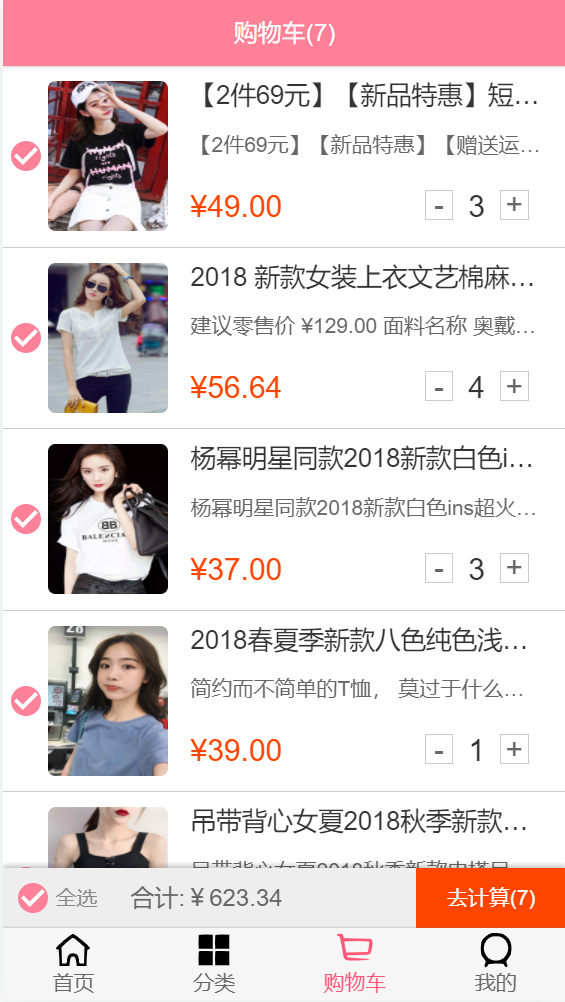 购物车(7)
【2件69元】【新品特惠】短…
【2件69元】【新品特惠】【赠送运…
¥49.00
- 3 +
2018 新款女装上衣文艺棉麻…
建议零售价 ¥129.00 面料名称 奥戴…
¥56.64
- 4 +
杨幂明星同款2018新款白色i…
杨幂明星同款2018新款白色ins超火…
BB
BALENCIAGA
¥37.00
- 3 +
2018春夏季新款八色纯色浅…
简约而不简单的T恤， 莫过于什么…
¥39.00
- 1 +
吊带背心女夏2018秋季新款…
全选
合计: ¥ 623.34
去计算(7)
首页
分类
购物车
我的